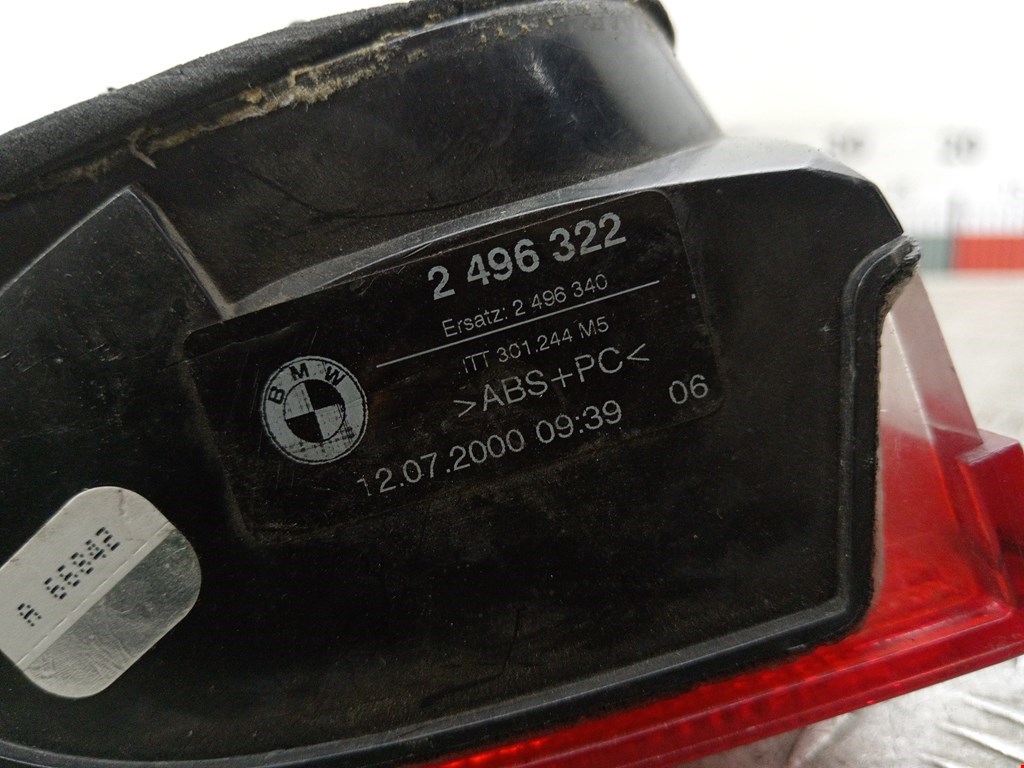 2 496 322
Ersatz: 2 496 340
ITT 301.244 M5
>ABS+PC<
BMW
12.07.2000 09:39 06